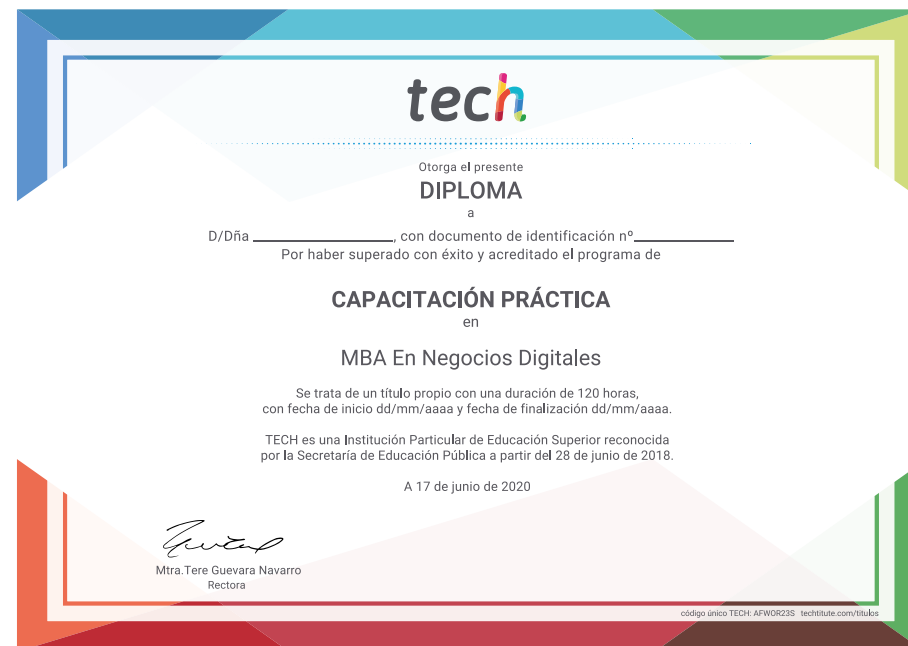 tech
Otorga el presente
DIPLOMA
a
D/Dña ____________, con documento de identificación nº__________
Por haber superado con éxito y acreditado el programa de
CAPACITACIÓN PRÁCTICA
en
MBA En Negocios Digitales
Se trata de un título propio con una duración de 120 horas,
con fecha de inicio dd/mm/aaaa y fecha de finalización dd/mm/aaaa.
TECH es una Institución Particular de Educación Superior reconocida
por la Secretaría de Educación Pública a partir del 28 de junio de 2018.
A 17 de junio de 2020
Mtra.Tere Guevara Navarro
Rectora
código único TECH: AFWOR23S techtitute.com/titulos